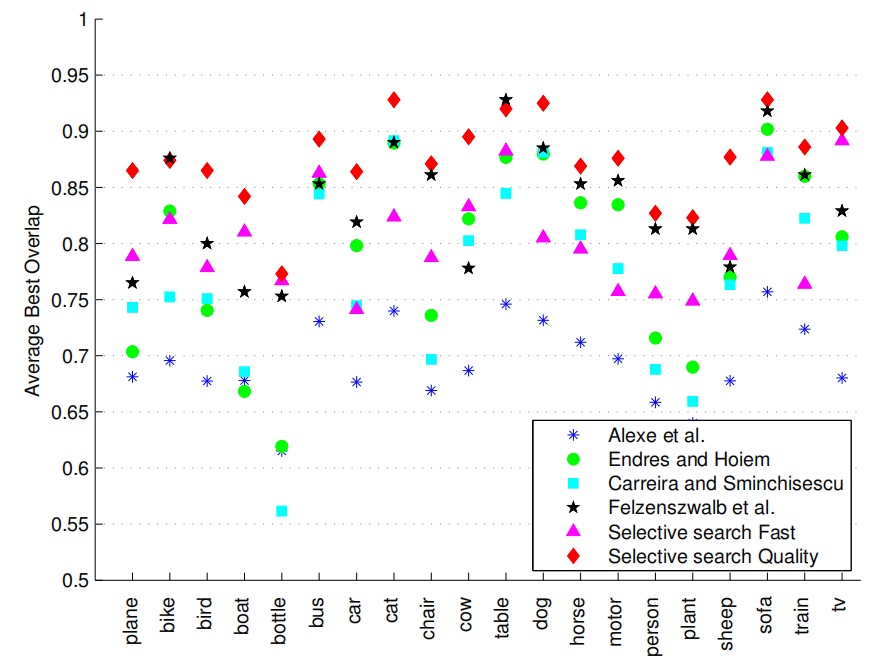 1
0.95
0.9
0.85
0.8
0.75
0.7
0.65
0.6
0.55
0.5
Average Best Overlap
Alexe et al.
Endres and Hoiem
Carreira and Sminchisescu
Felzenszwalb et al.
Selective search Fast
Selective search Quality
plane
bike
bird
boat
bottle
bus
car
cat
chair
cow
table
dog
horse
motor
person
plant
sheep
sofa
train
tv